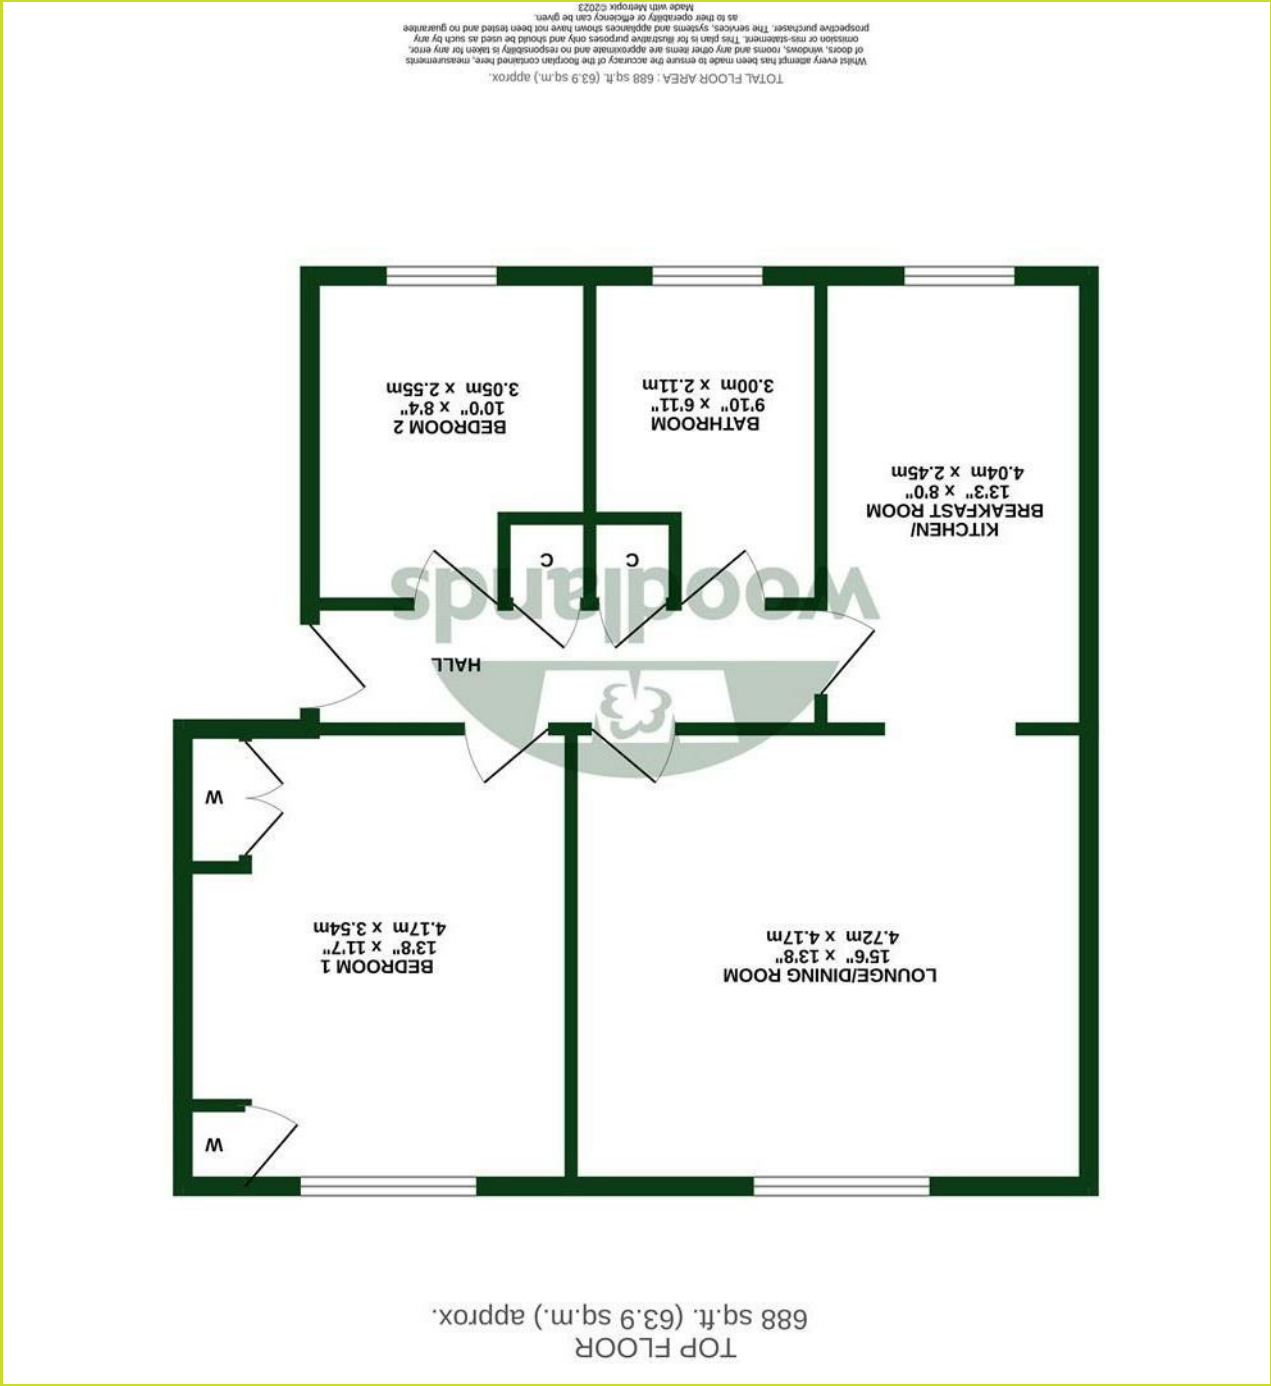 TOP FLOOR
688 sq.ft. (63.9 sq.m.) approx.
W
LOUNGE/DINING ROOM
15'6" x 13'8"
4.72m x 4.17m
BEDROOM 1
13'8" x 11'7"
4.17m x 3.54m
W
HALL
woodlands
C
C
KITCHEN/
BREAKFAST ROOM
13'3" x 8'0"
4.04m x 2.45m
BATHROOM
9'10" x 6'11"
3.00m x 2.11m
BEDROOM 2
10'0" x 8'4"
3.05m x 2.55m
TOTAL FLOOR AREA : 688 sq.ft. (63.9 sq.m.) approx.
Whilst every attempt has been made to ensure the accuracy of the floorplan contained here, measurements
of doors, windows, rooms and any other items are approximate and no responsibility is taken for any error,
omission or mis-statement. This plan is for illustrative purposes only and should be used as such by any
prospective purchaser. The services, systems and appliances shown have not been tested and no guarantee
as to their operability or efficiency can be given.
Made with Metropix ©2023